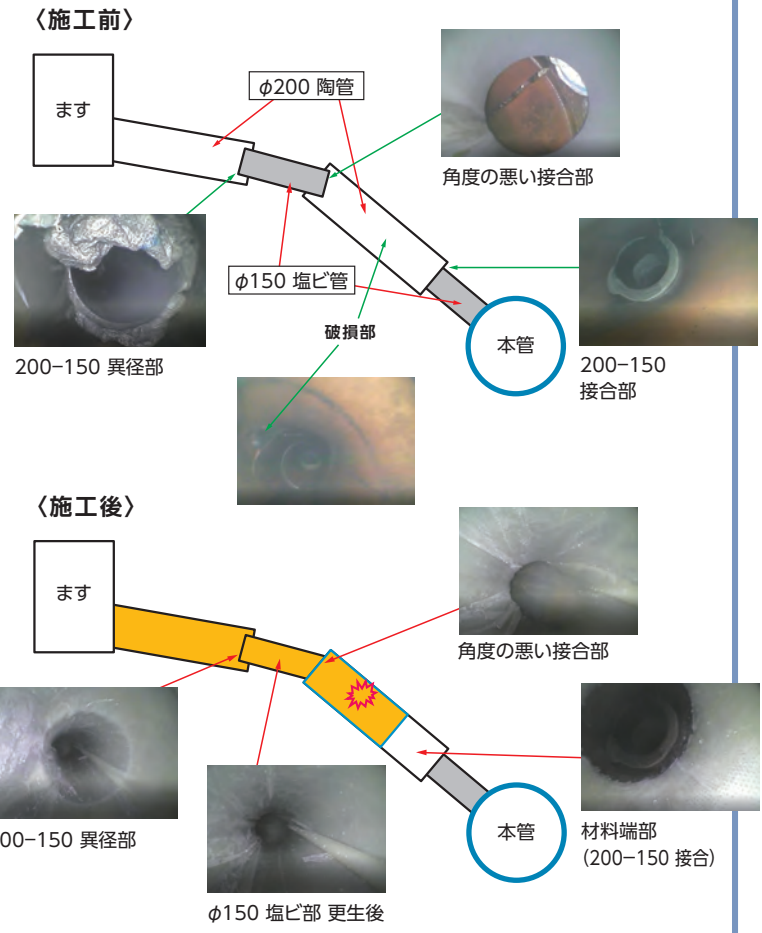 〈施工前〉
ます
φ200 陶管
角度の悪い接合部
φ150 塩ビ管
200−150 異径部
破損部
本管
200−150
接合部
〈施工後〉
ます
角度の悪い接合部
00−150 異径部
本管
材料端部
(200−150 接合)
φ150 塩ビ部 更生後